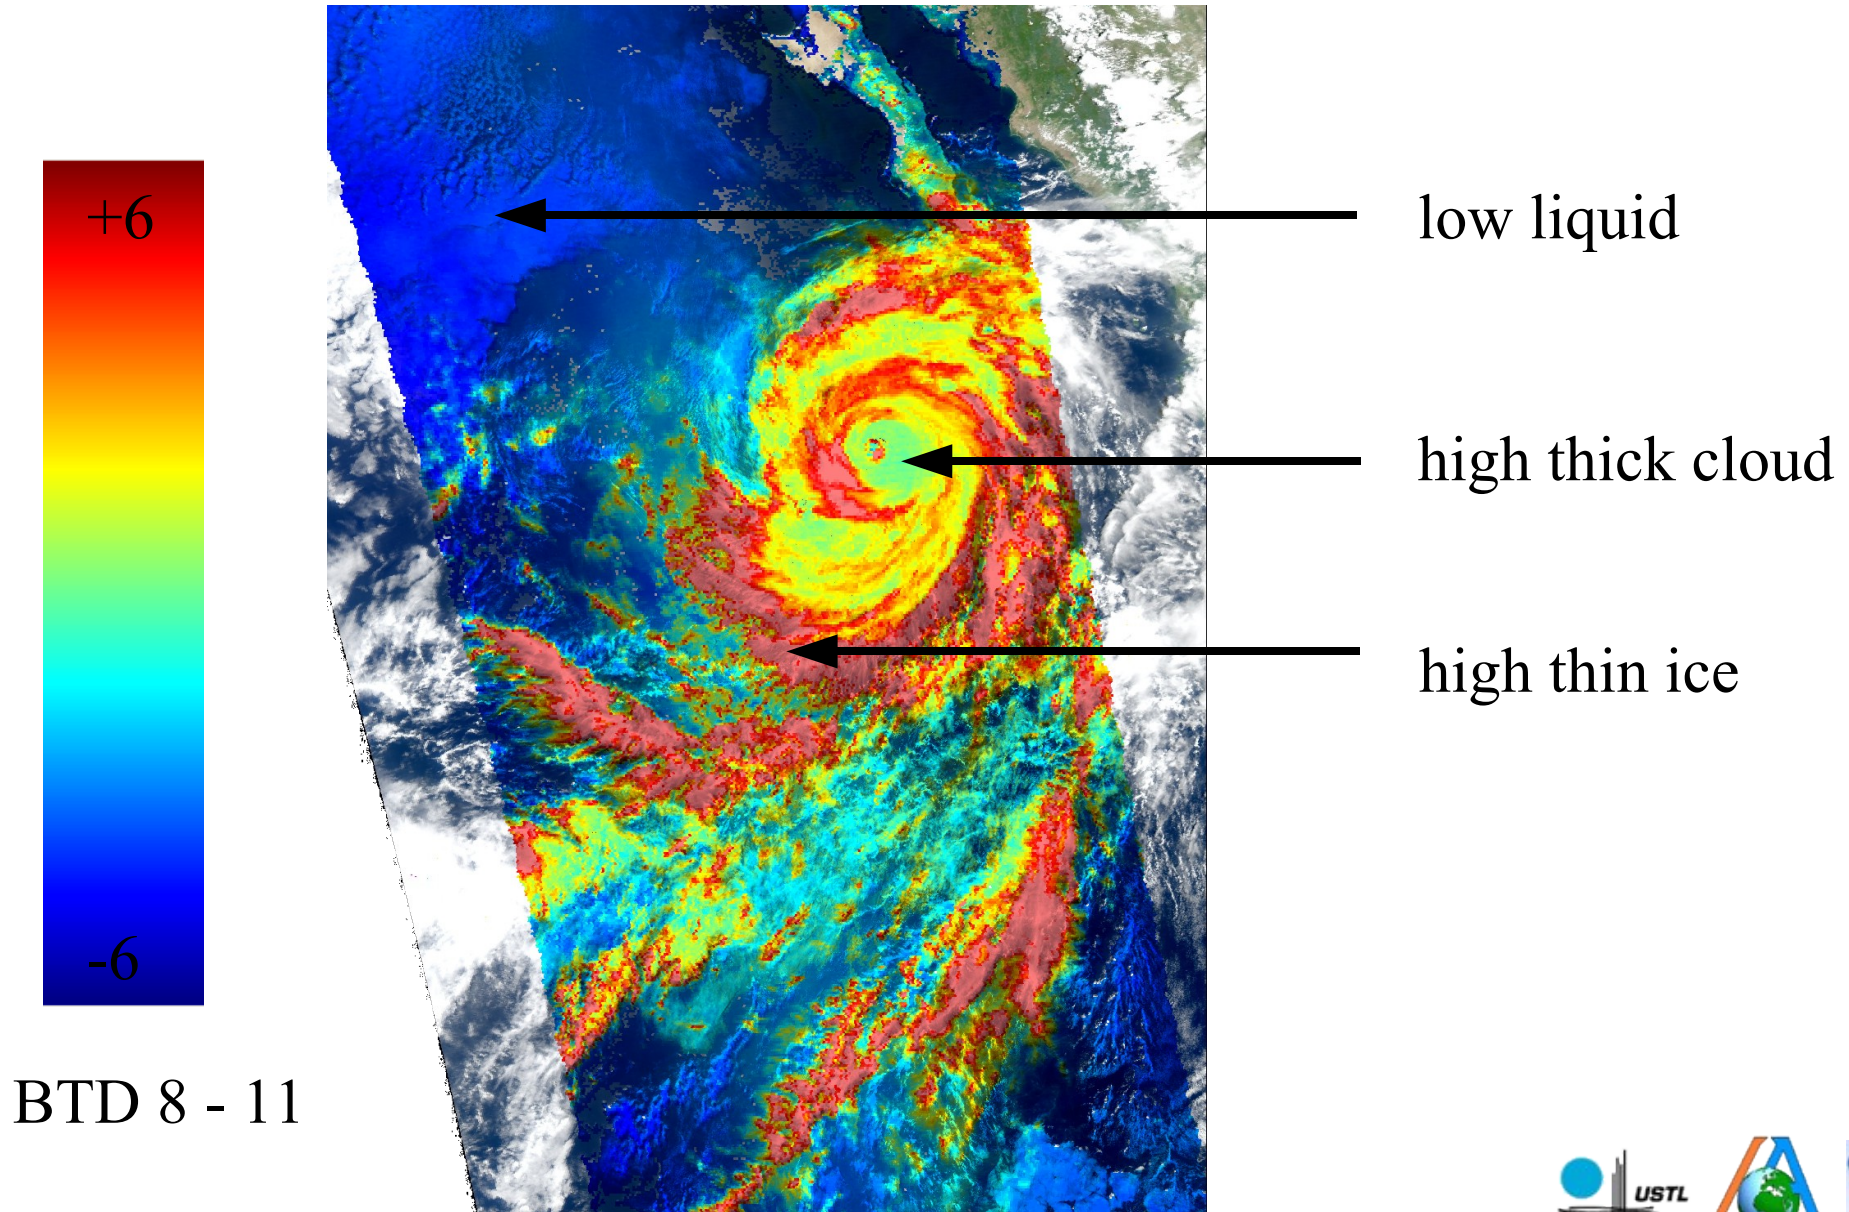 +6
low liquid
high thick cloud
high thin ice
-6
BTD 8 - 11
USTL